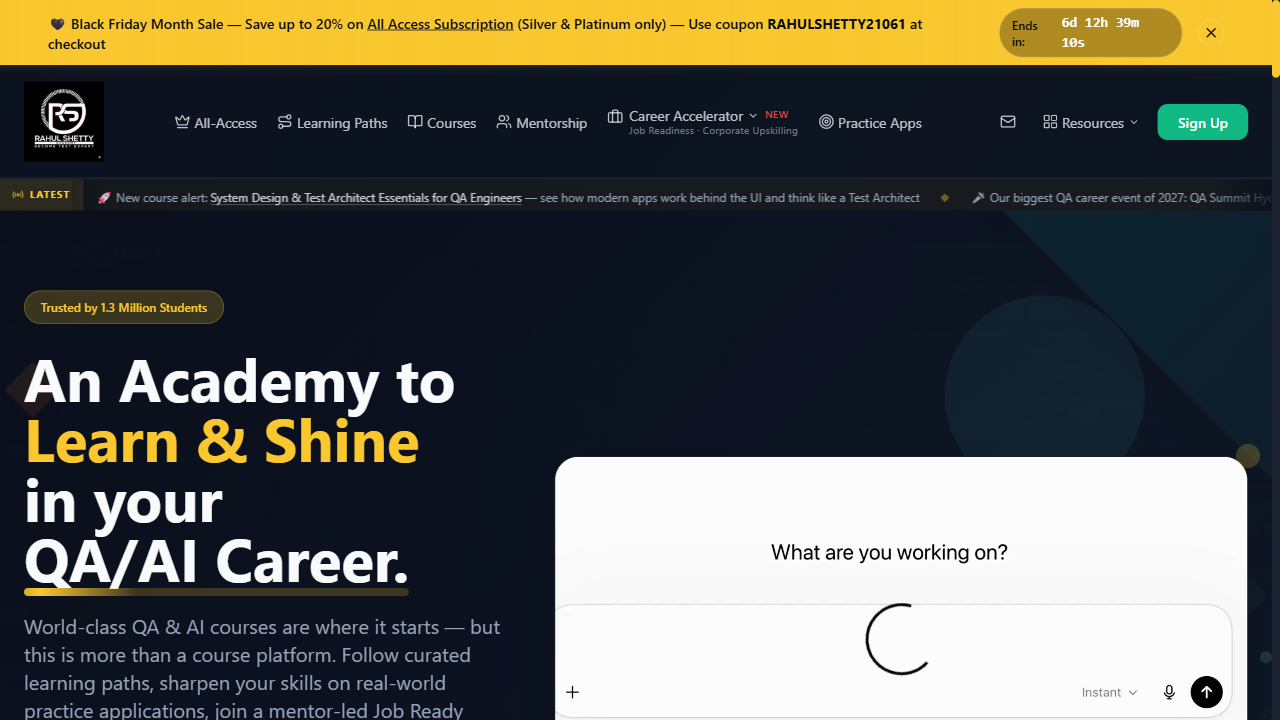 🖤 Black Friday Month Sale — Save up to 20% on All Access Subscription (Silver & Platinum only) — Use coupon RAHULSHETTY21061 at
checkout
Ends
in:
6d 12h 39m
10s
RS
RAHUL SHETTY
BECOME TEST EXPERT
All-Access
Learning Paths
Courses
Mentorship
Career Accelerator NEW
Job Readiness · Corporate Upskilling
Practice Apps
Resources
Sign Up
LATEST
🚀 New course alert: System Design & Test Architect Essentials for QA Engineers — see how modern apps work behind the UI and think like a Test Architect
🎤 Our biggest QA career event of 2027: QA Summit
Trusted by 1.3 Million Students
An Academy to
Learn & Shine
in your
QA/AI Career.
World-class QA & AI courses are where it starts — but
this is more than a course platform. Follow curated
learning paths, sharpen your skills on real-world
practice applications, join a mentor-led Job Ready
What are you working on?
Instant